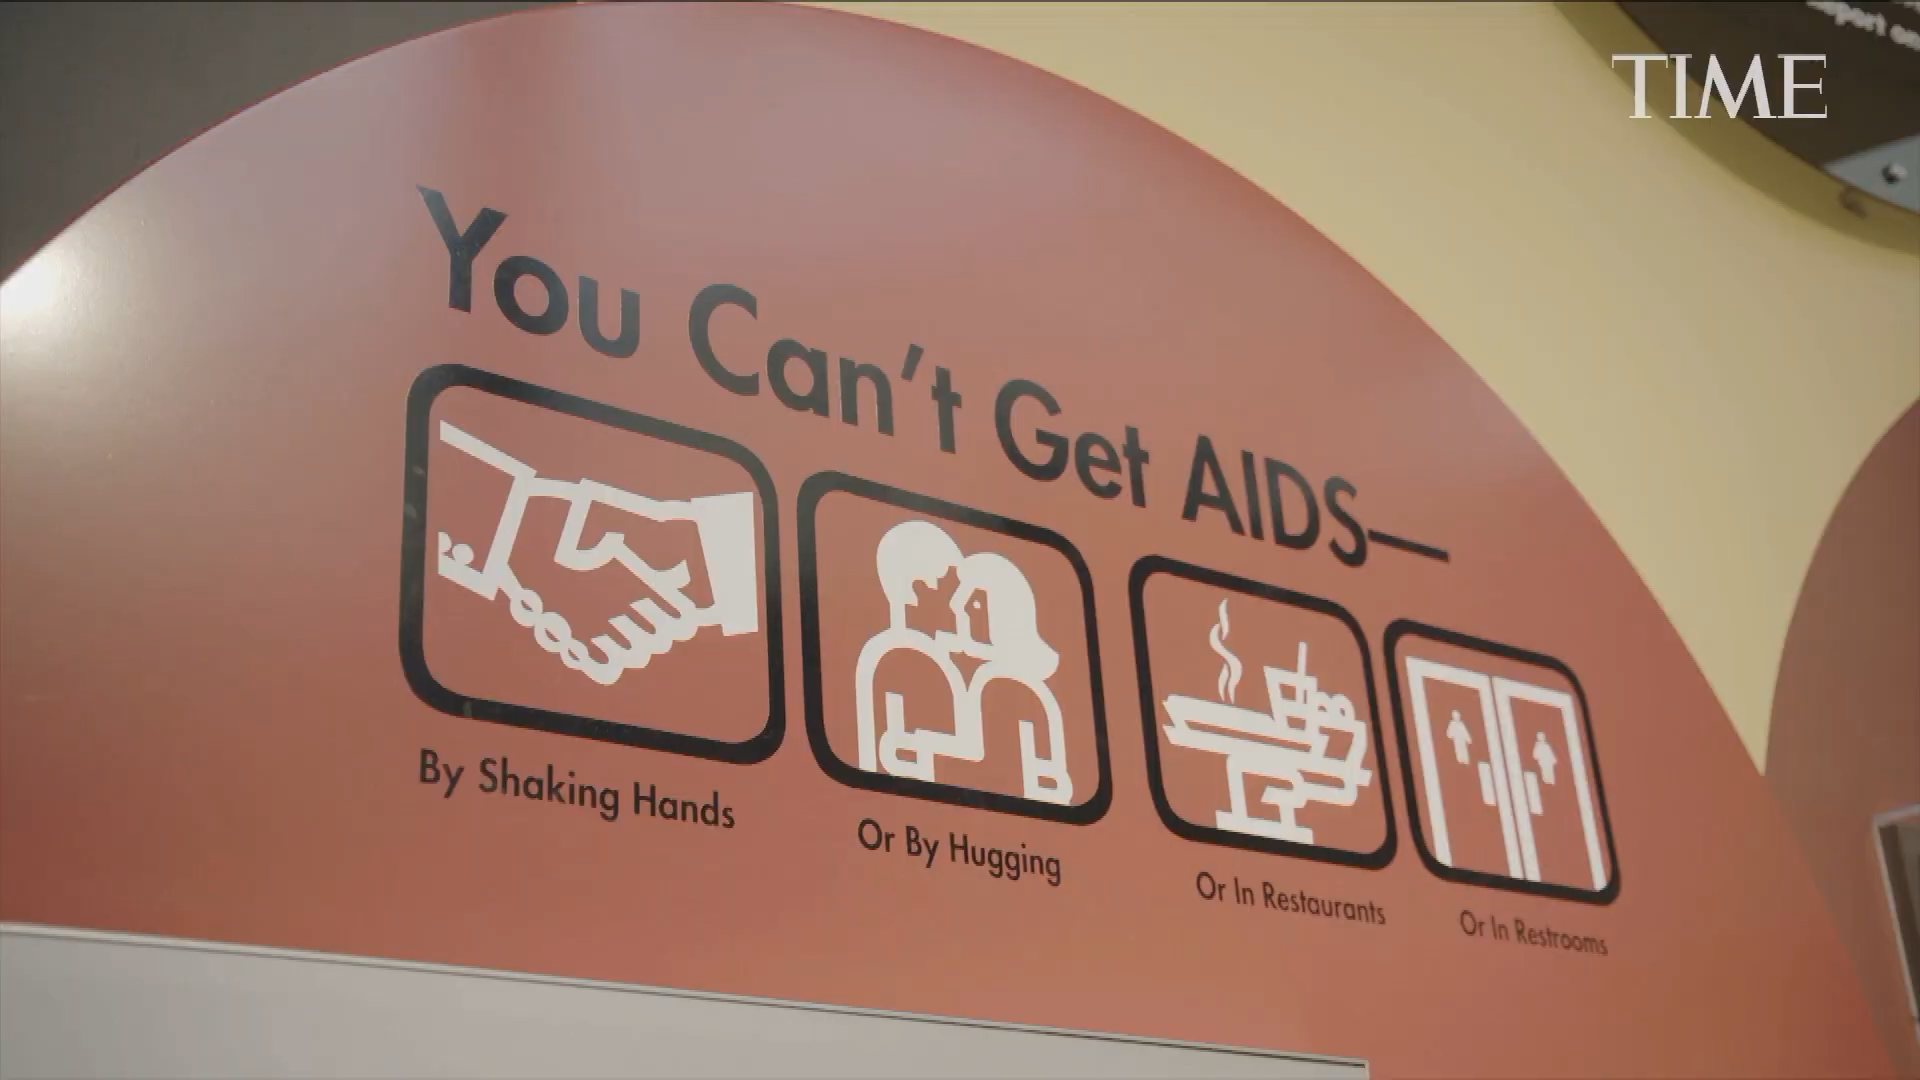 TIME
You Can't Get AIDS—
By Shaking Hands
Or By Hugging
Or In Restaurants
Or In Restrooms